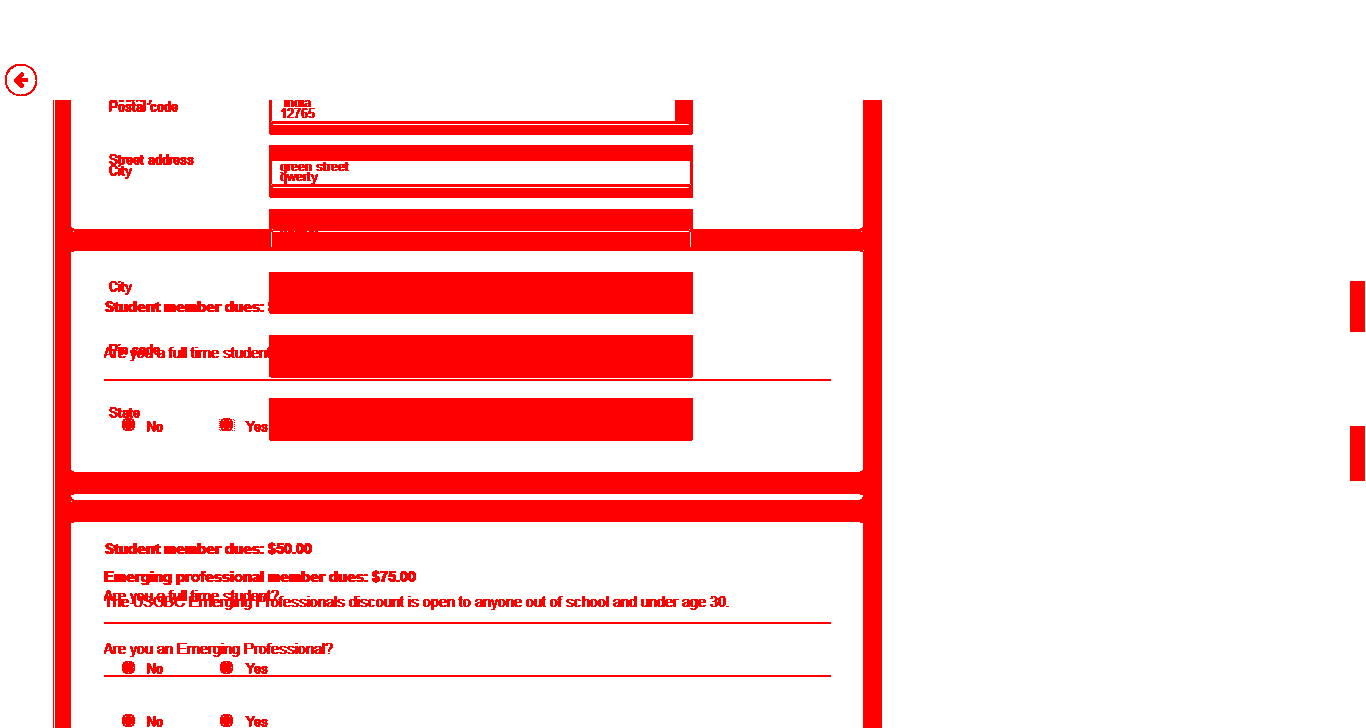 Postal code
India
12765
Street address
City
green street
qwerty
City
Student member dues:
Pin code
Are you a full time student
State
No Yes
Student member dues: $50.00
Emerging professional member dues: $75.00
Are you a full time student?
The USGBC Emerging Professionals discount is open to anyone out of school and under age 30.
Are you an Emerging Professional?
No Yes
No Yes